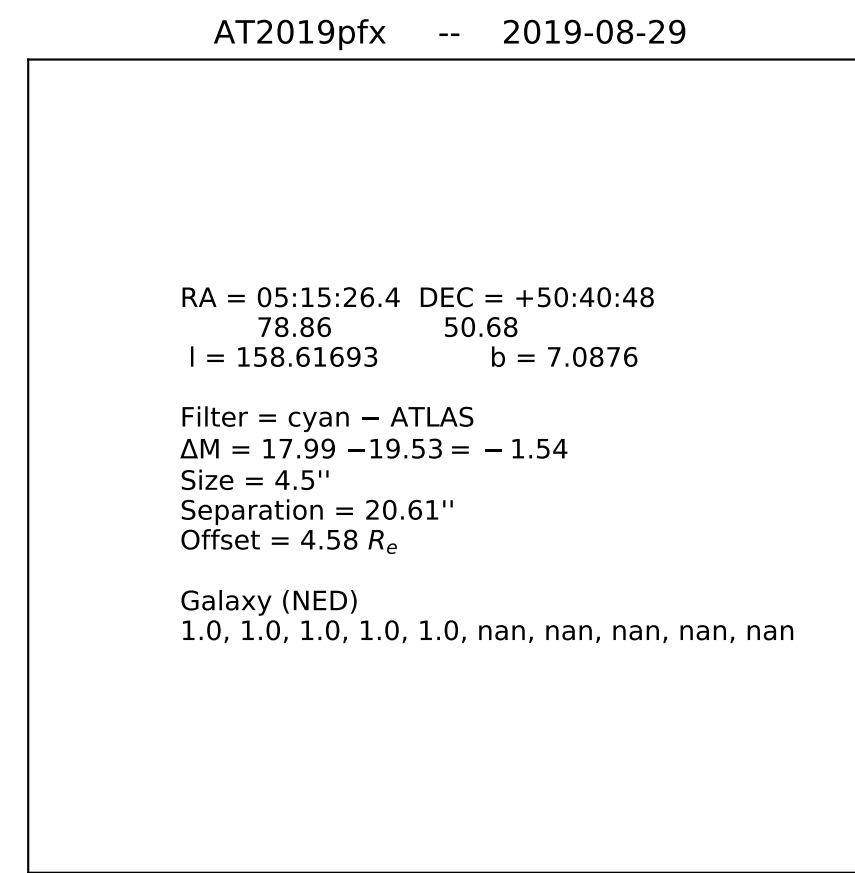 AT2019pfx -- 2019-08-29
RA = 05:15:26.4 DEC = +50:40:48
78.86 50.68
l = 158.61693 b = 7.0876
Filter = cyan − ATLAS
ΔM = 17.99 −19.53 = − 1.54
Size = 4.5''
Separation = 20.61''
Offset = 4.58 Re
Galaxy (NED)
1.0, 1.0, 1.0, 1.0, 1.0, nan, nan, nan, nan, nan